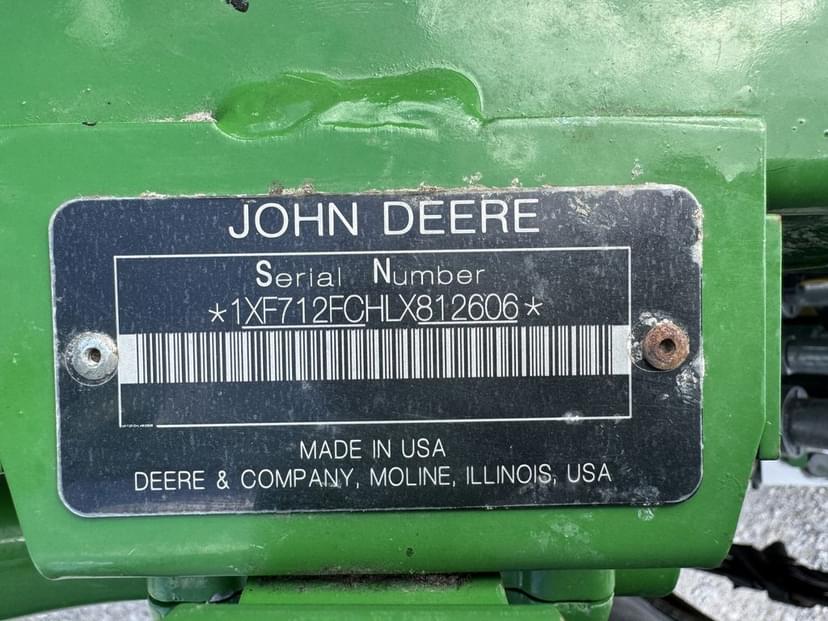 JOHN DEERE
Serial Number
*1XF712FCHLX812606*
MADE IN USA
DEERE & COMPANY, MOLINE, ILLINOIS, USA